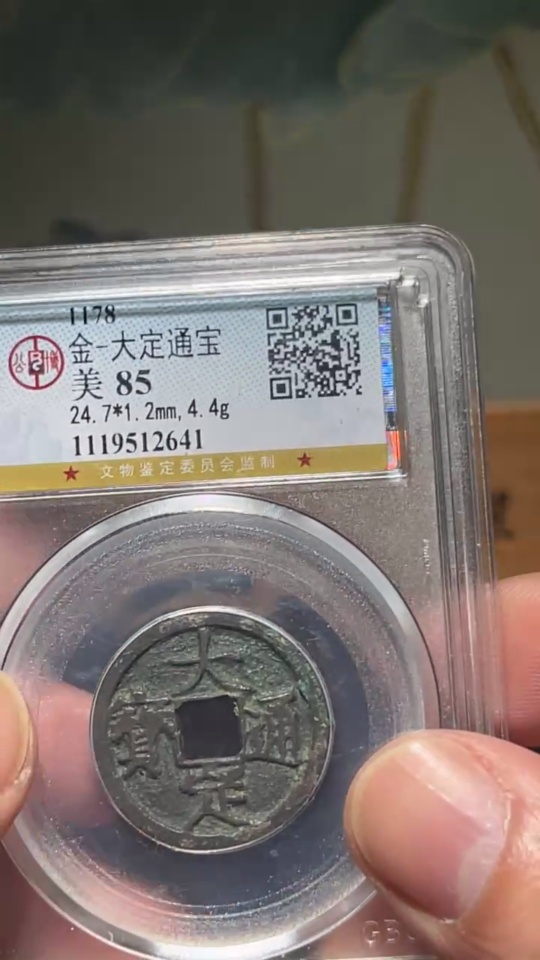 1178
金-大定通宝
美 85
24.7*1.2mm,4.4g
1119512641
文物鉴定委员会监制
大
寳 通
定